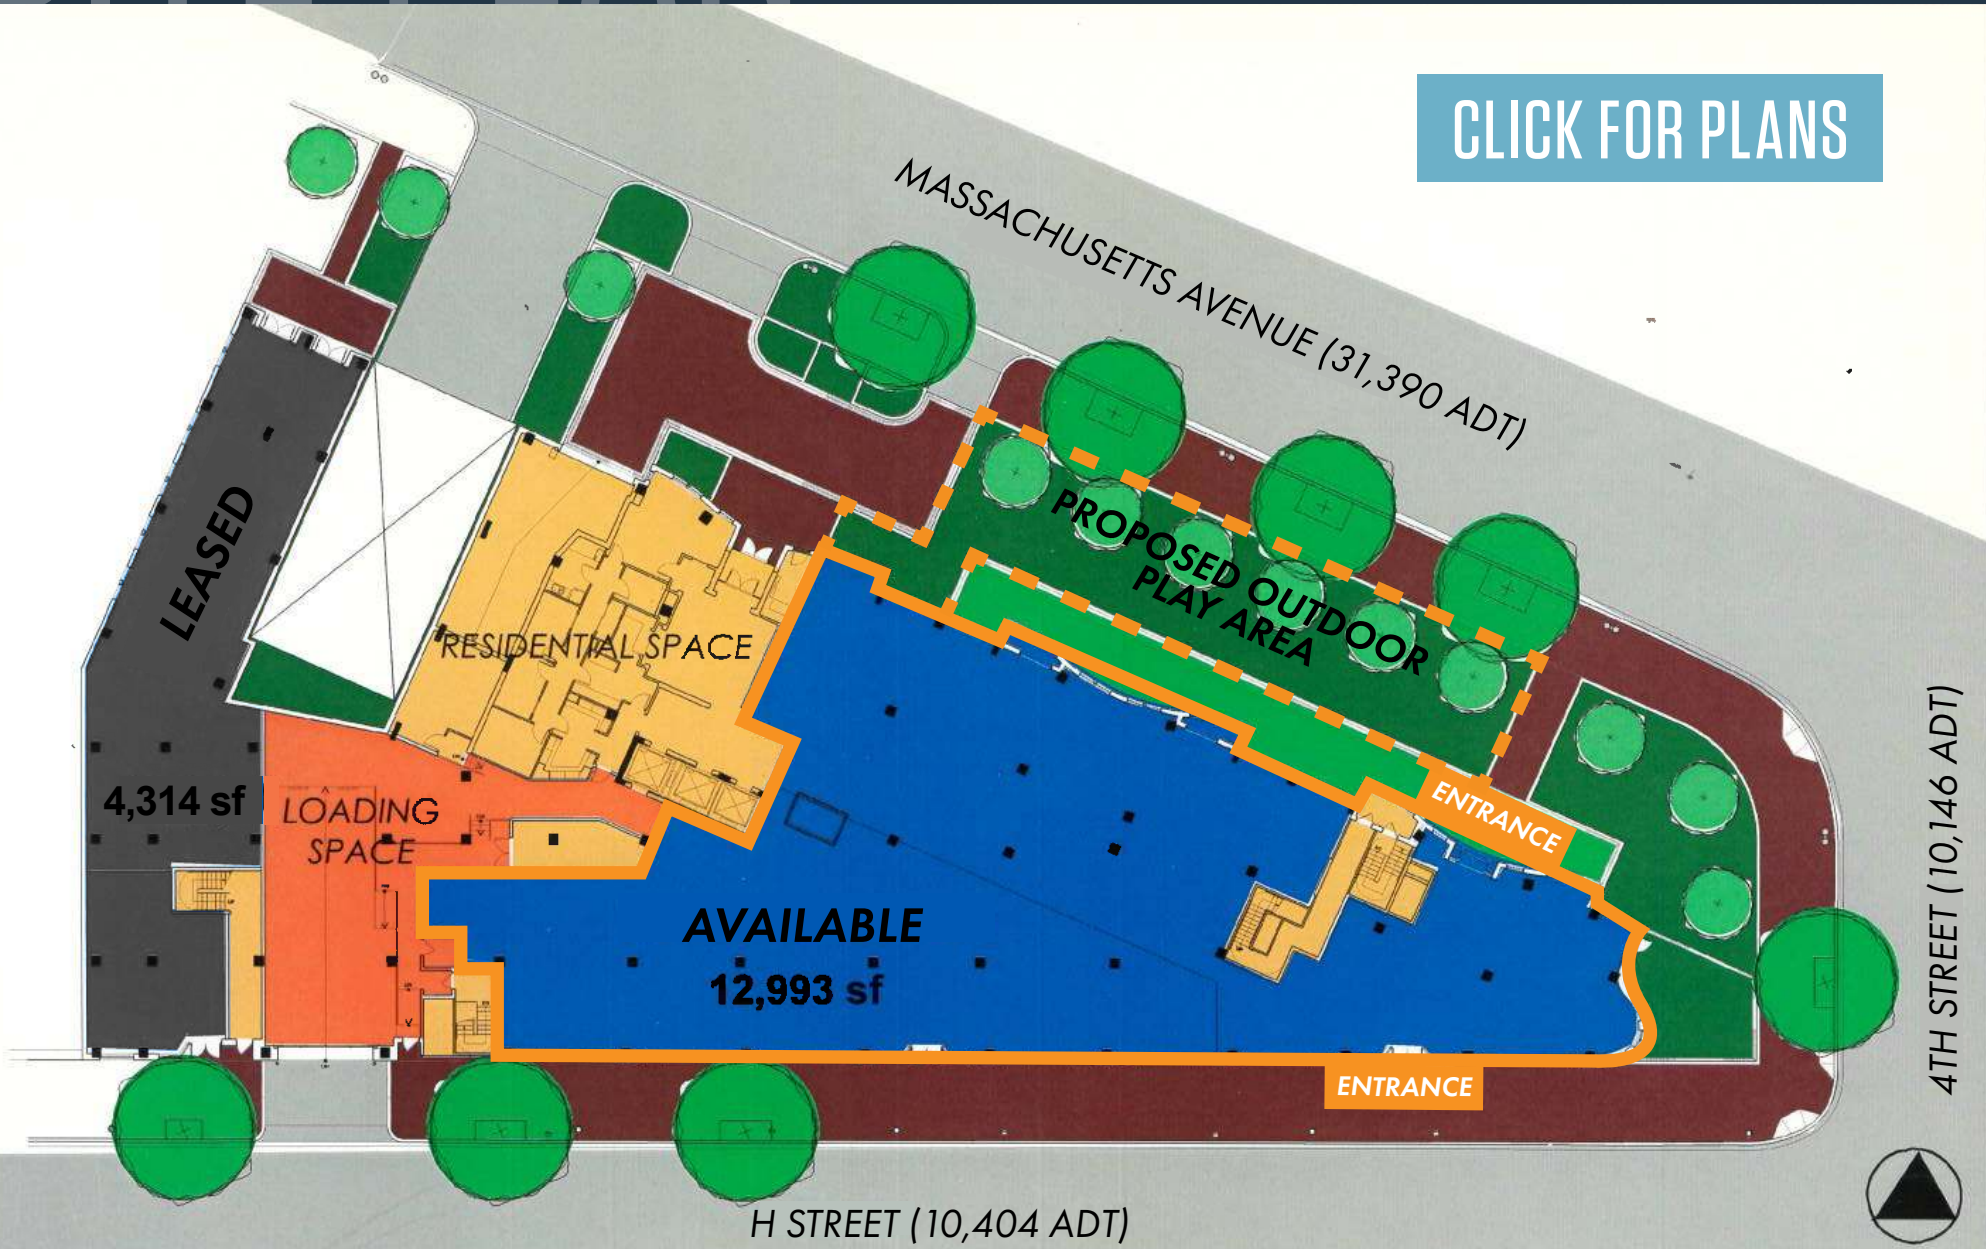 CLICK FOR PLANS
MASSACHUSETTS AVENUE (31,390 ADT)
PROPOSED OUTDOOR
PLAY AREA
LEASED
RESIDENTIAL SPACE
4,314 sf
LOADING
SPACE
ENTRANCE
AVAILABLE
12,993 sf
4TH STREET (10,146 ADT)
ENTRANCE
H STREET (10,404 ADT)